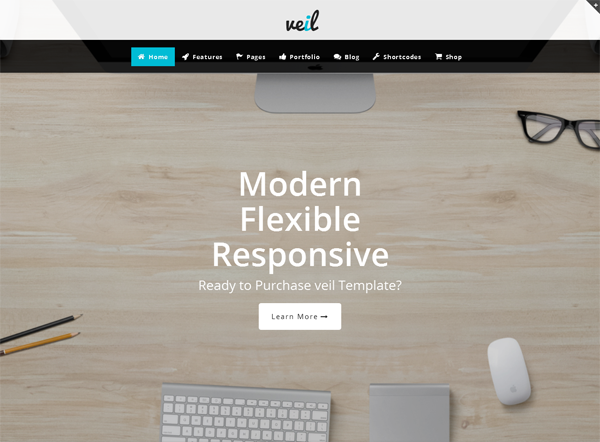 veil
Home Features Pages Portfolio Blog Shortcodes Shop
Modern
Flexible
Responsive
Ready to Purchase veil Template?
Learn More